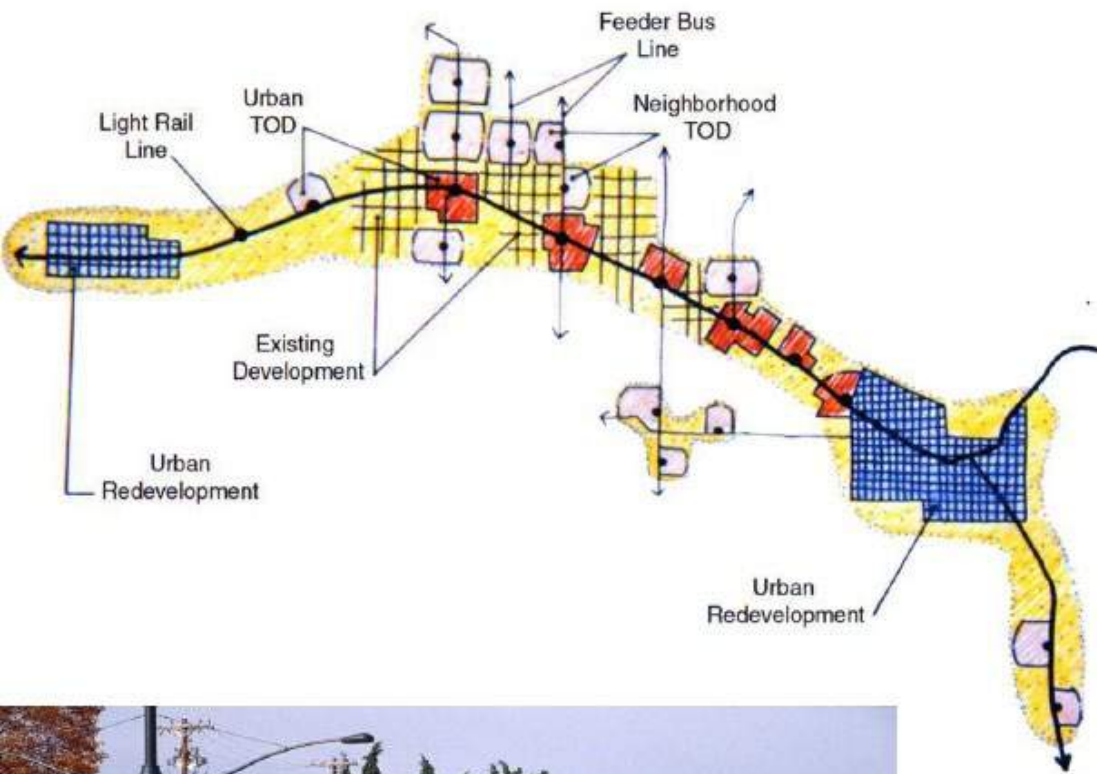 Feeder Bus
Line
Urban
TOD
Neighborhood
TOD
Light Rail
Line
Existing
Development
Urban
Redevelopment
Urban
Redevelopment